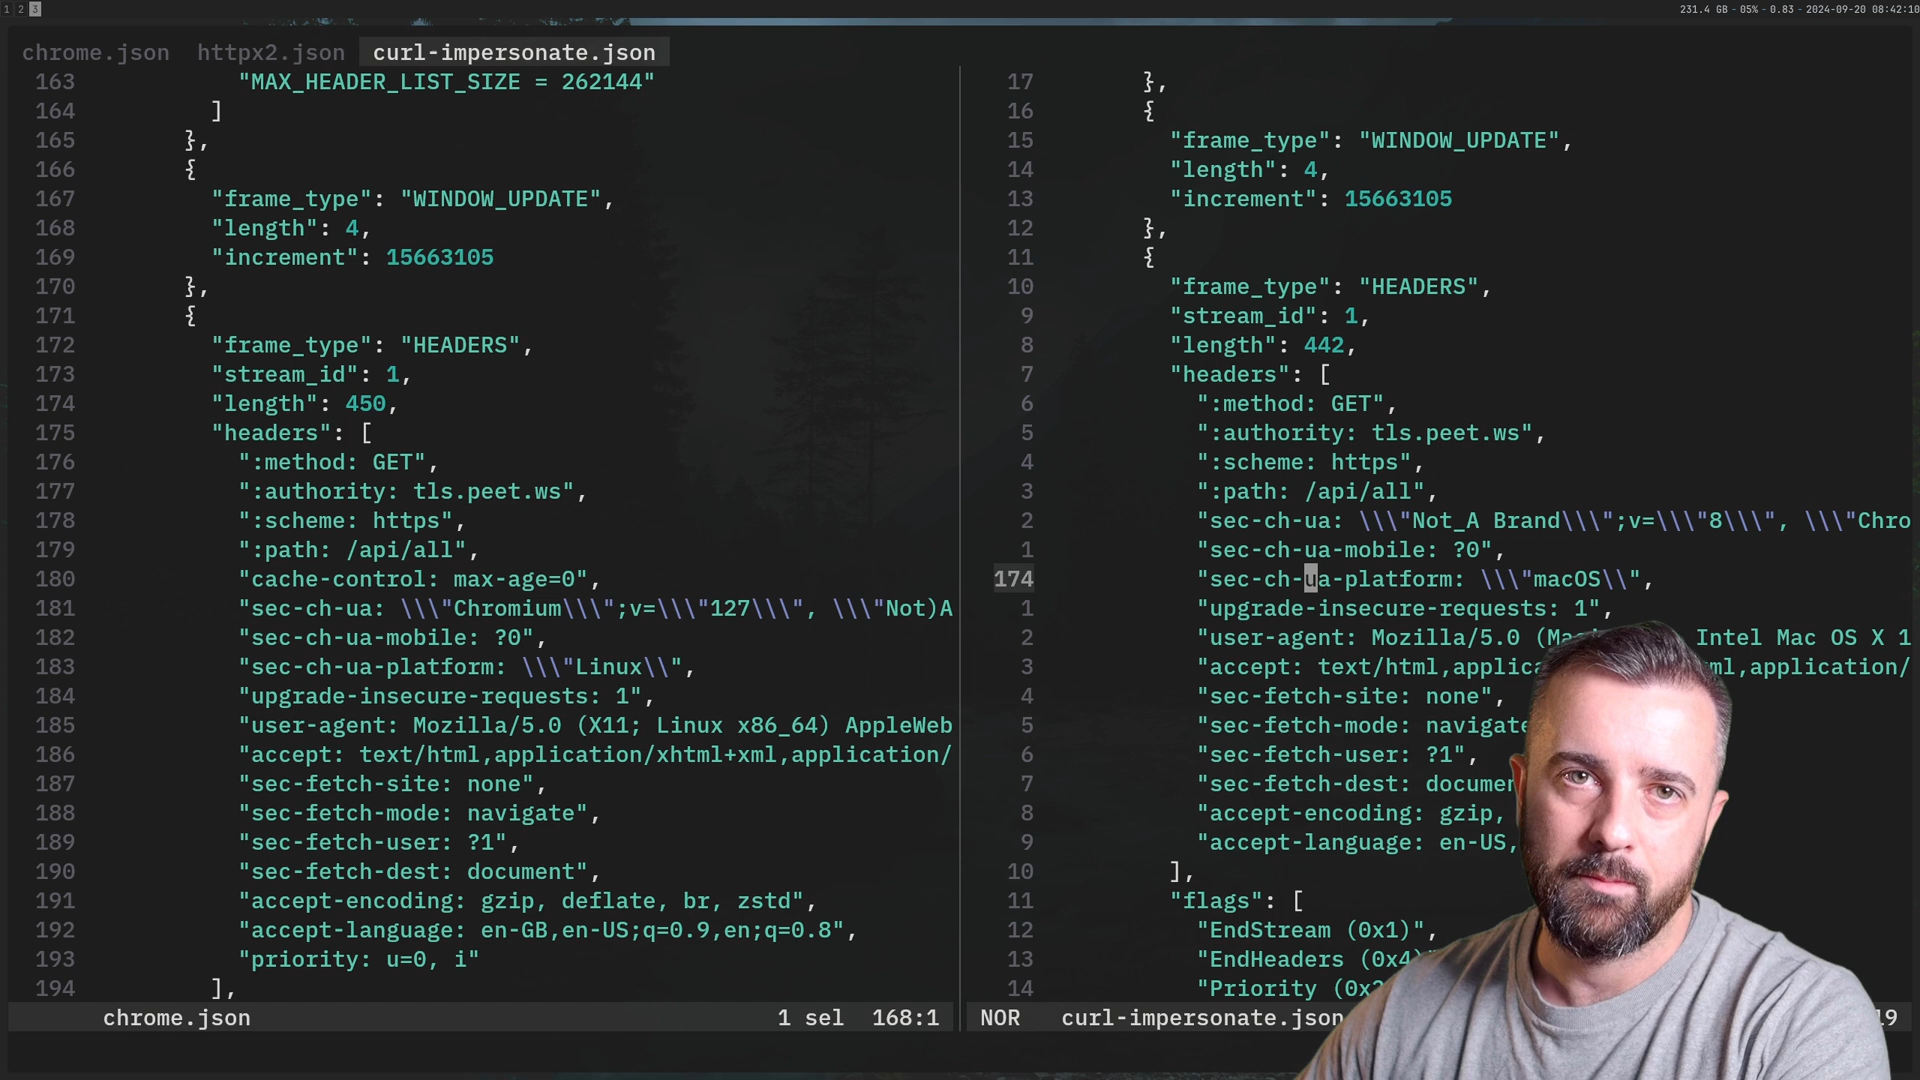 1 2 3
231.4 GB - 05% - 0.83 - 2024-09-20 08:42:10
chrome.json httpx2.json curl-impersonate.json
163 "MAX_HEADER_LIST_SIZE = 262144"
164 ]
165 },
166 {
167 "frame_type": "WINDOW_UPDATE",
168 "length": 4,
169 "increment": 15663105
170 },
171 {
172 "frame_type": "HEADERS",
173 "stream_id": 1,
174 "length": 450,
175 "headers": [
176 ":method: GET",
177 ":authority: tls.peet.ws",
178 ":scheme: https",
179 ":path: /api/all",
180 "cache-control: max-age=0",
181 "sec-ch-ua: \\\"Chromium\\\";v=\\\"127\\\", \\\"Not)A
182 "sec-ch-ua-mobile: ?0",
183 "sec-ch-ua-platform: \\\"Linux\\",
184 "upgrade-insecure-requests: 1",
185 "user-agent: Mozilla/5.0 (X11; Linux x86_64) AppleWeb
186 "accept: text/html,application/xhtml+xml,application/
187 "sec-fetch-site: none",
188 "sec-fetch-mode: navigate",
189 "sec-fetch-user: ?1",
190 "sec-fetch-dest: document",
191 "accept-encoding: gzip, deflate, br, zstd",
192 "accept-language: en-GB,en-US;q=0.9,en;q=0.8",
193 "priority: u=0, i"
194 ],
chrome.json 1 sel 168:1
17 },
16 {
15 "frame_type": "WINDOW_UPDATE",
14 "length": 4,
13 "increment": 15663105
12 },
11 {
10 "frame_type": "HEADERS",
9 "stream_id": 1,
8 "length": 442,
7 "headers": [
6 ":method: GET",
5 ":authority: tls.peet.ws",
4 ":scheme: https",
3 ":path: /api/all",
2 "sec-ch-ua: \\\"Not_A Brand\\\";v=\\\"8\\\", \\\"Chro
1 "sec-ch-ua-mobile: ?0",
174 "sec-ch-ua-platform: \\\"macOS\\",
1 "upgrade-insecure-requests: 1",
2 "user-agent: Mozilla/5.0 Intel Mac OS X 1
3 "accept: text/html,applica ml,application/
4 "sec-fetch-site: none",
5 "sec-fetch-mode: navigate
6 "sec-fetch-user: ?1",
7 "sec-fetch-dest: documen
8 "accept-encoding: gzip,
9 "accept-language: en-US,
10 ],
11 "flags": [
12 "EndStream (0x1)",
13 "EndHeaders (0x4)
14 "Priority (0x
NOR curl-impersonate.json 19